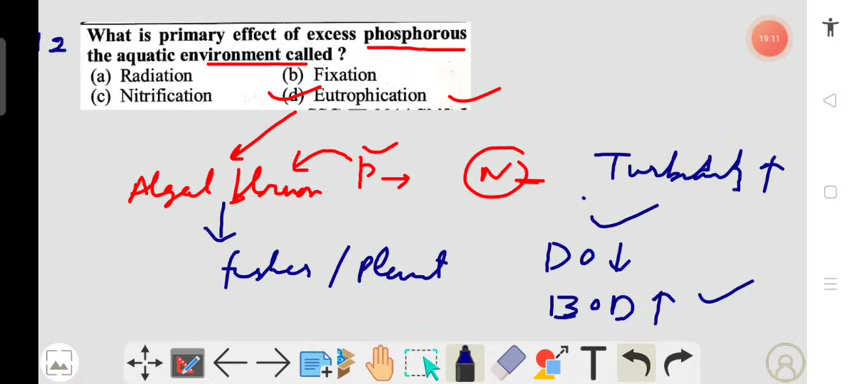 19:11
12 What is primary effect of excess phosphorous
the aquatic environment called ?
(a) Radiation (b) Fixation
(c) Nitrification (d) Eutrophication
Algal bloom P → N2 Turbidity ↑
fishes / Plant
DO ↓
BOD ↑
T